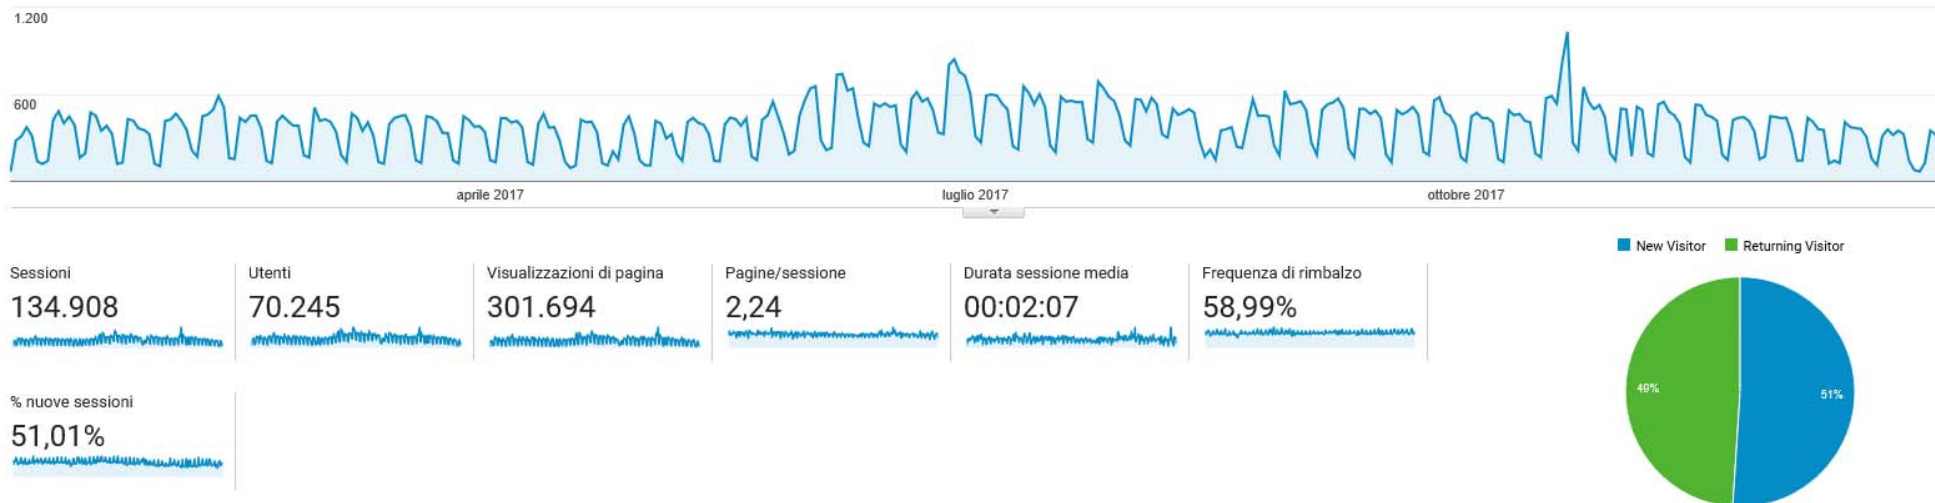 1.200
600
aprile 2017
luglio 2017
ottobre 2017
New Visitor
Returning Visitor
Sessioni
134.908
Utenti
70.245
Visualizzazioni di pagina
301.694
Pagine/sessione
2,24
Durata sessione media
00:02:07
Frequenza di rimbalzo
58,99%
49%
51%
% nuove sessioni
51,01%